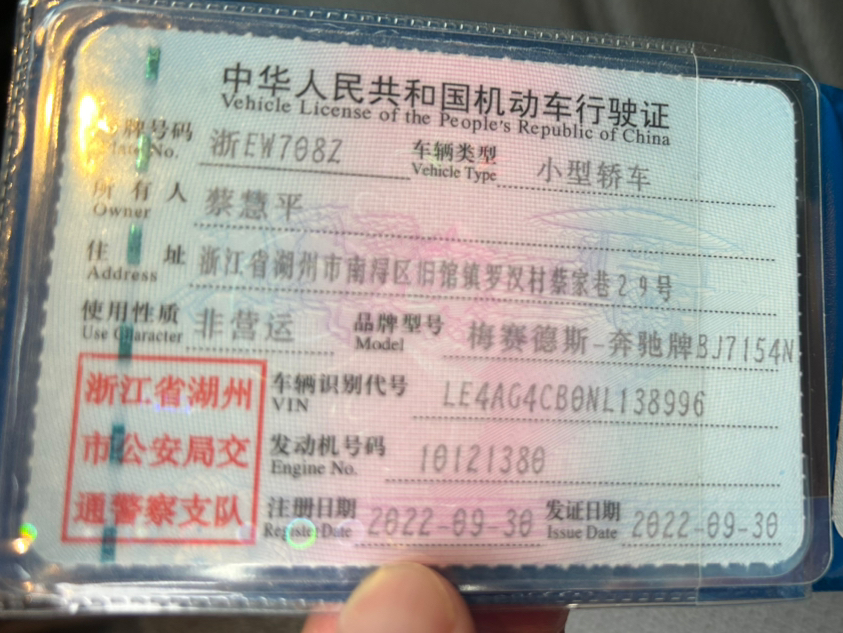 中华人民共和国机动车行驶证
Vehicle License of the People's Republic of China
号牌号码 浙EW708Z 车辆类型 小型轿车
Plate No. Vehicle Type
所有人 蔡慧平
Owner
住址 浙江省湖州市南浔区旧馆镇罗汉村蔡家巷29号
Address
使用性质 非营运 品牌型号 梅赛德斯-奔驰牌BJ7154N
Use Character Model
浙江省湖州
市公安局交
通警察支队
车辆识别代号 LE4AG4CB0NL138996
VIN
发动机号码 10121380
Engine No.
注册日期 2022-09-30 发证日期 2022-09-30
Register Date Issue Date